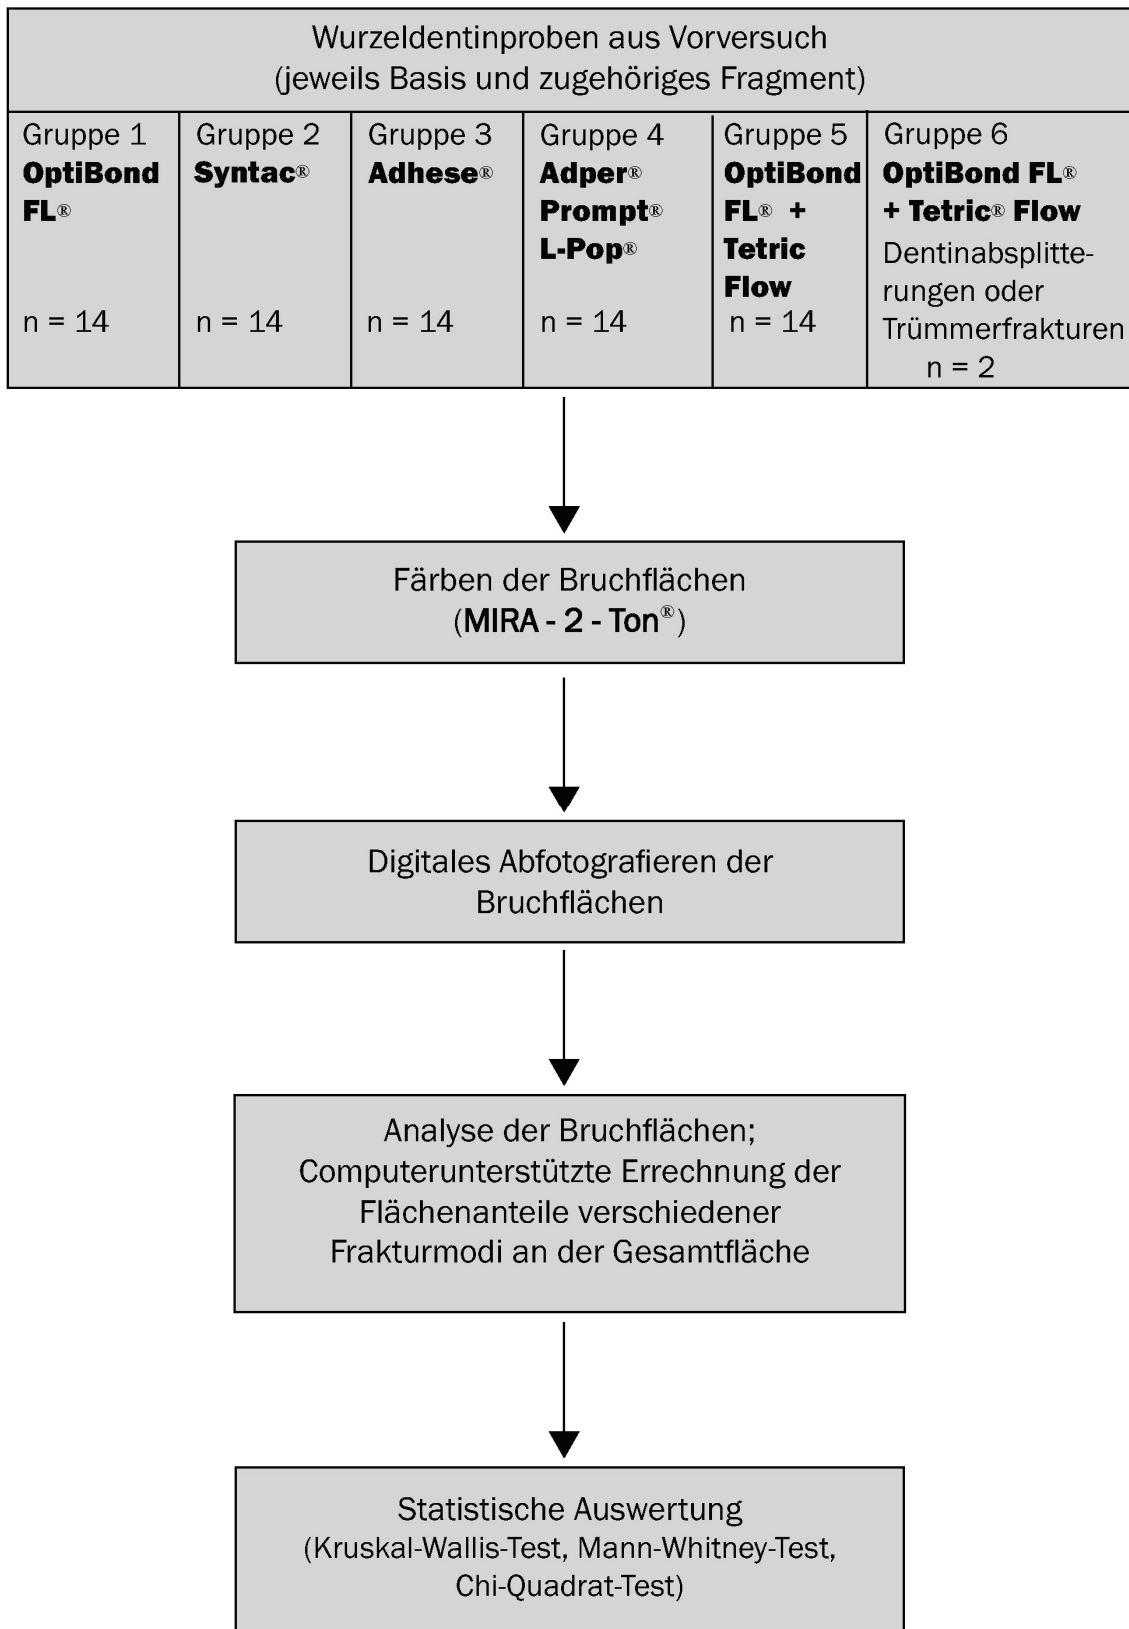 Wurzeldentinproben aus Vorversuch
(jeweils Basis und zugehöriges Fragment)
Gruppe 1
OptiBond
FL®
n = 14
Gruppe 2
Syntac®
n = 14
Gruppe 3
Adhese®
n = 14
Gruppe 4
Adper®
Prompt®
L-Pop®
n = 14
Gruppe 5
OptiBond
FL® +
Tetric
Flow
n = 14
Gruppe 6
OptiBond FL®
+ Tetric® Flow
Dentinabsplitte-
rungen oder
Trümmerfrakturen
n = 2
Färben der Bruchflächen
(MIRA - 2 - Ton®)
Digitales Abfotografieren der
Bruchflächen
Analyse der Bruchflächen;
Computerunterstützte Errechnung der
Flächenanteile verschiedener
Frakturmodi an der Gesamtfläche
Statistische Auswertung
(Kruskal-Wallis-Test, Mann-Whitney-Test,
Chi-Quadrat-Test)